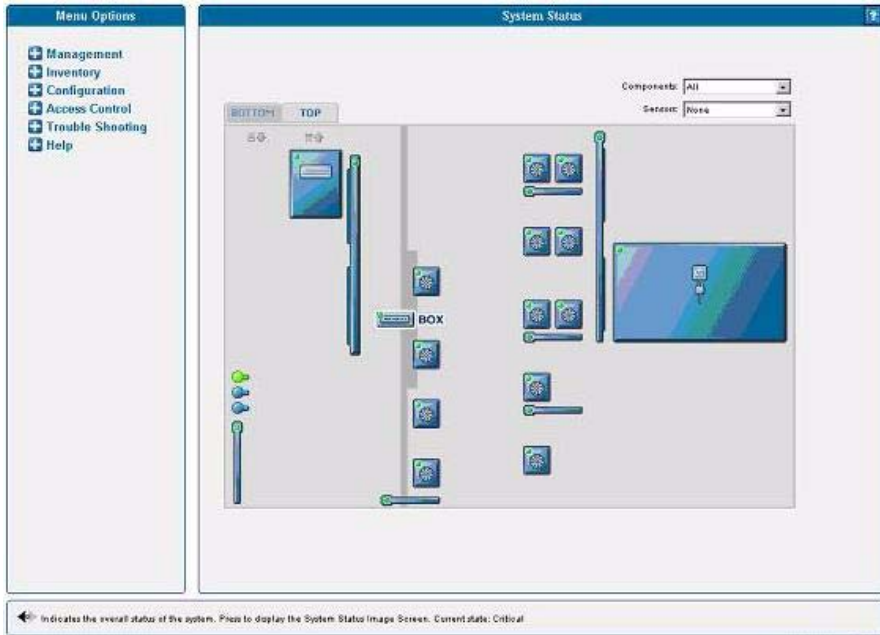 Menu Options
System Status
?
Management
Inventory
Configuration
Access Control
Trouble Shooting
Help
Components: All
Sensors: None
BOTTOM
TOP
BOX
Indicates the overall status of the system. Press to display the System Status Image Screen. Current state: Critical